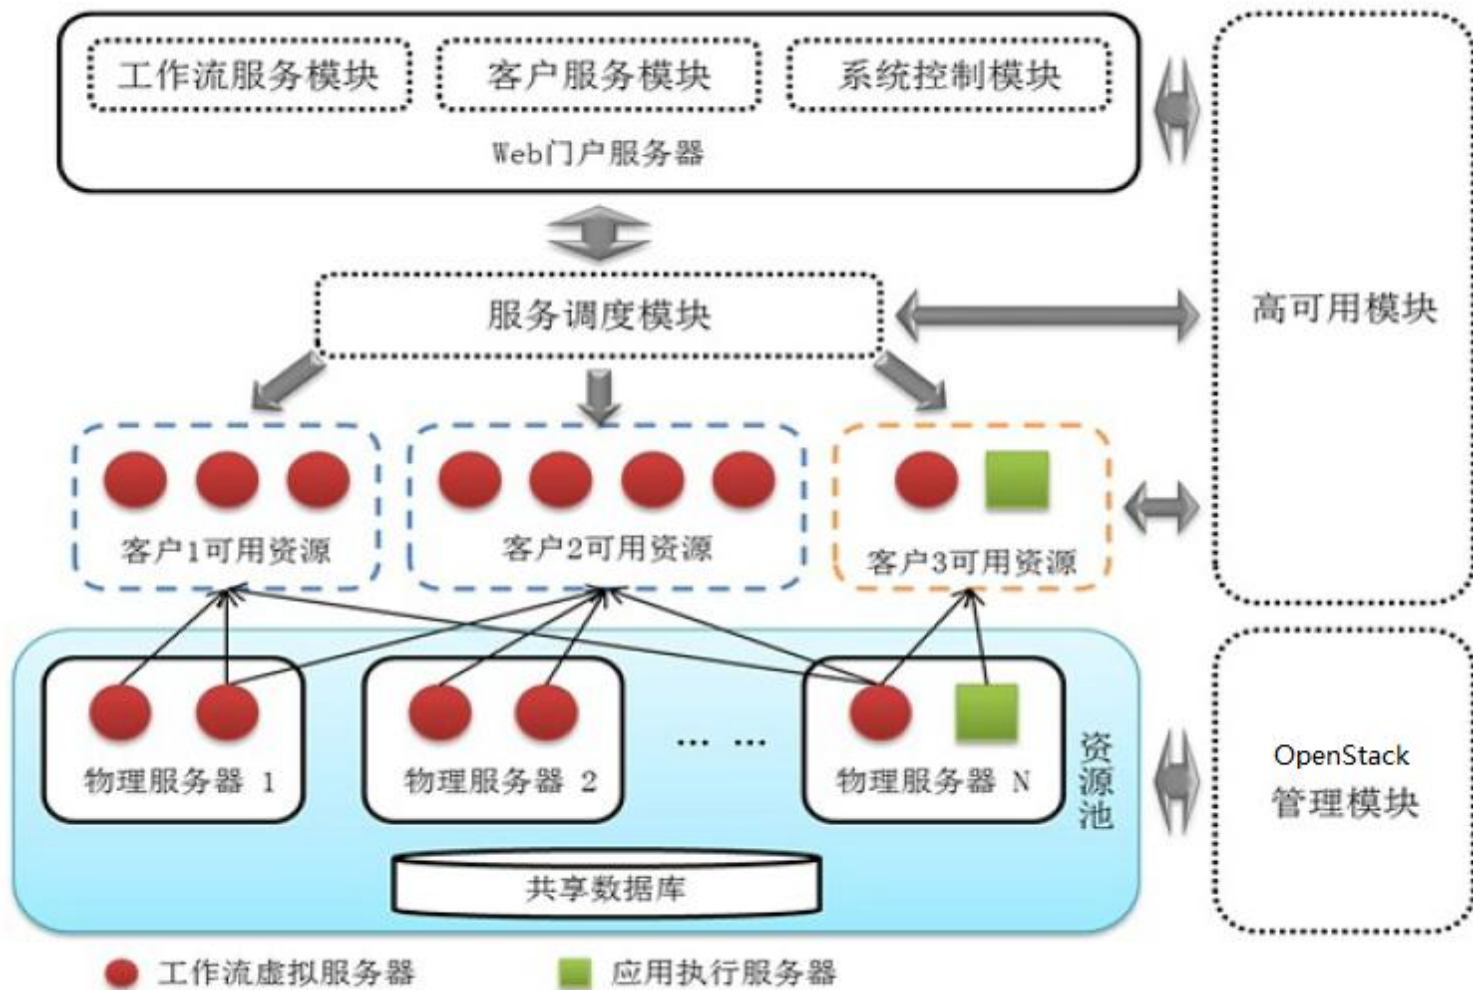 工作流服务模块
客户服务模块
系统控制模块
Web门户服务器
服务调度模块
高可用模块
客户1可用资源
客户2可用资源
客户3可用资源
物理服务器 1
物理服务器 2
... ...
物理服务器 N
资源池
共享数据库
OpenStack
管理模块
工作流虚拟服务器
应用执行服务器